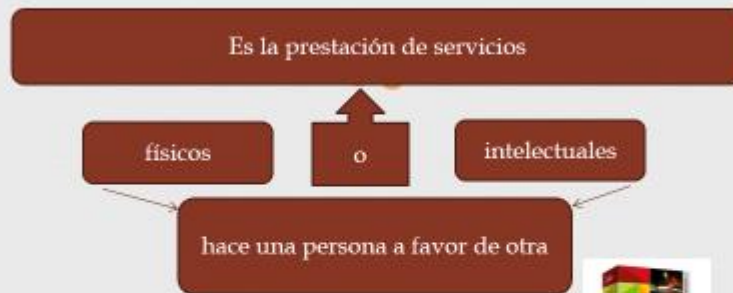 Es la prestación de servicios
físicos
o
intelectuales
hace una persona a favor de otra